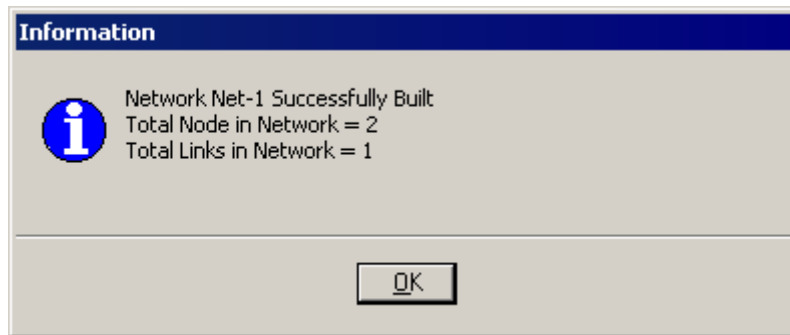 Information
Network Net-1 Successfully Built
Total Node in Network = 2
Total Links in Network = 1
OK